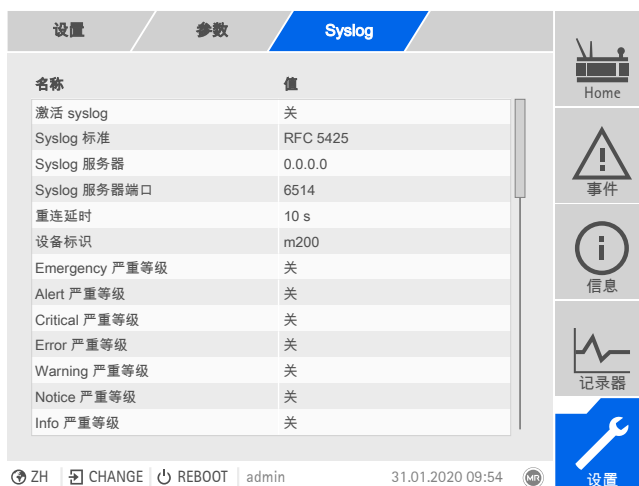 设置 参数 Syslog
名称 值
激活 syslog 关
Syslog 标准 RFC 5425
Syslog 服务器 0.0.0.0
Syslog 服务器端口 6514
重连延时 10 s
设备标识 m200
Emergency 严重等级 关
Alert 严重等级 关
Critical 严重等级 关
Error 严重等级 关
Warning 严重等级 关
Notice 严重等级 关
Info 严重等级 关
Home
事件
信息
记录器
设置
ZH CHANGE REBOOT admin 31.01.2020 09:54 MR